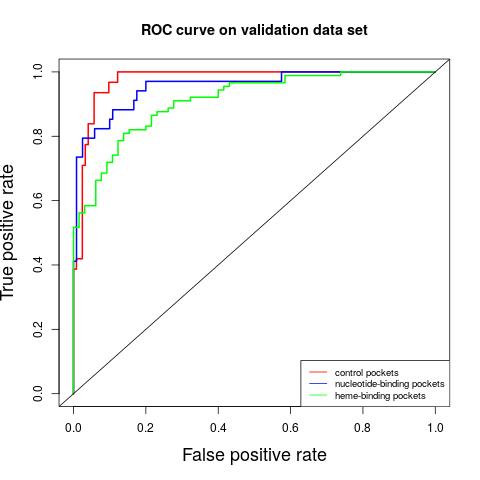 ROC curve on validation data set
True positive rate
1.0
0.8
0.6
0.4
0.2
0.0
control pockets
nucleotide-binding pockets
heme-binding pockets
0.0 0.2 0.4 0.6 0.8 1.0
False positive rate